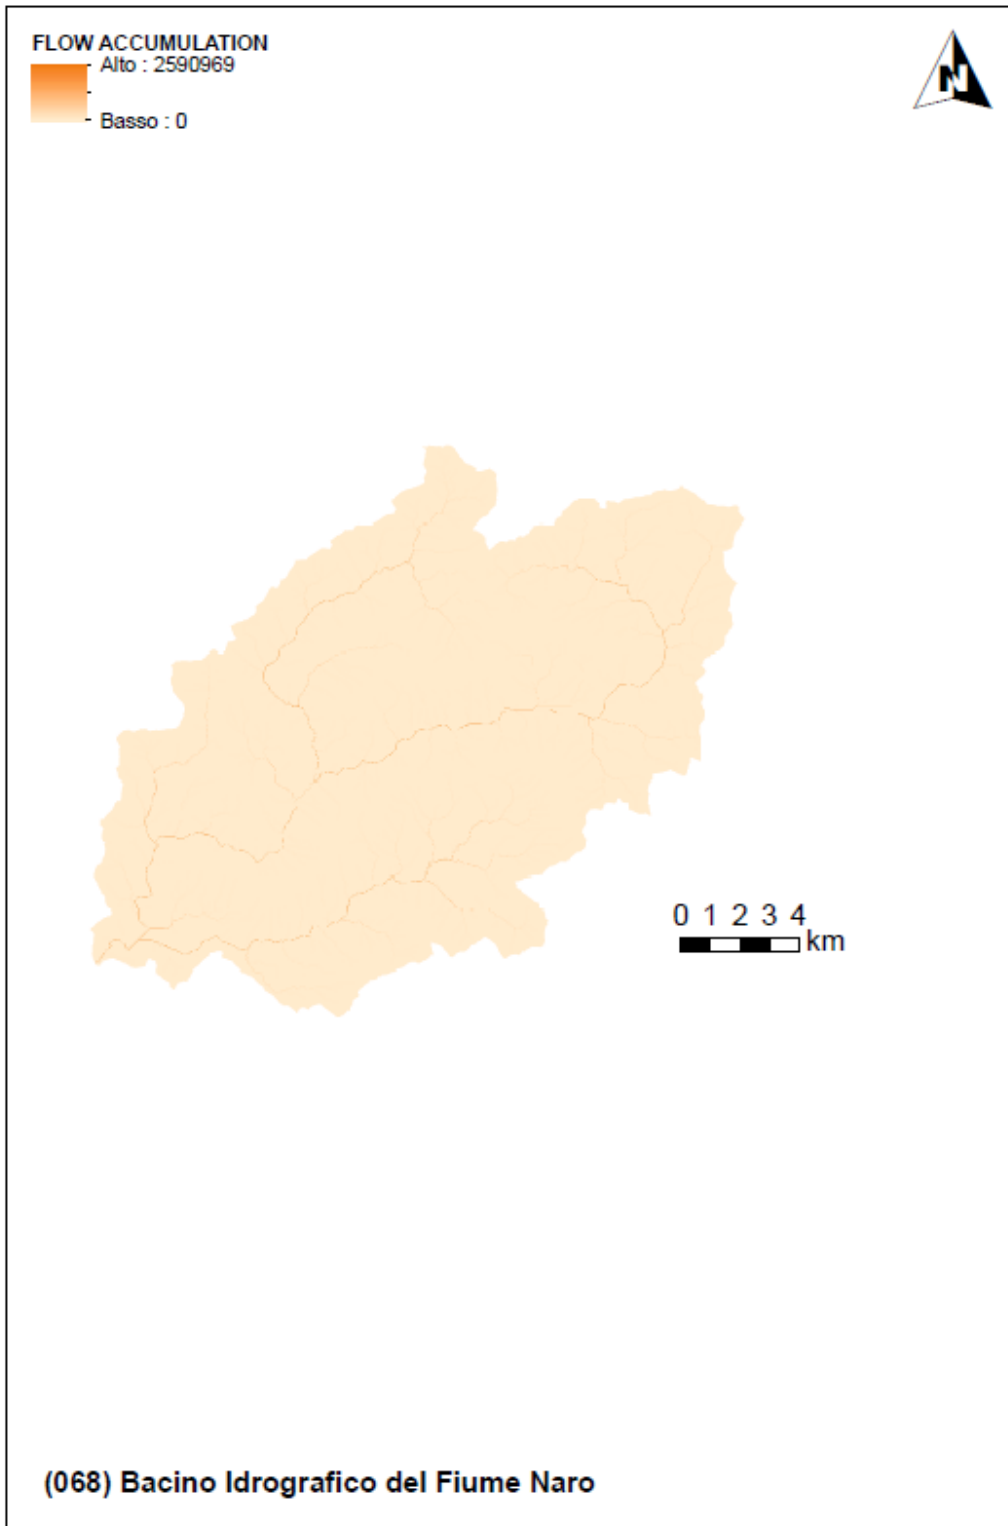 FLOW ACCUMULATION
Alto : 2590969
Basso : 0
N
0 1 2 3 4
km
(068) Bacino Idrografico del Fiume Naro